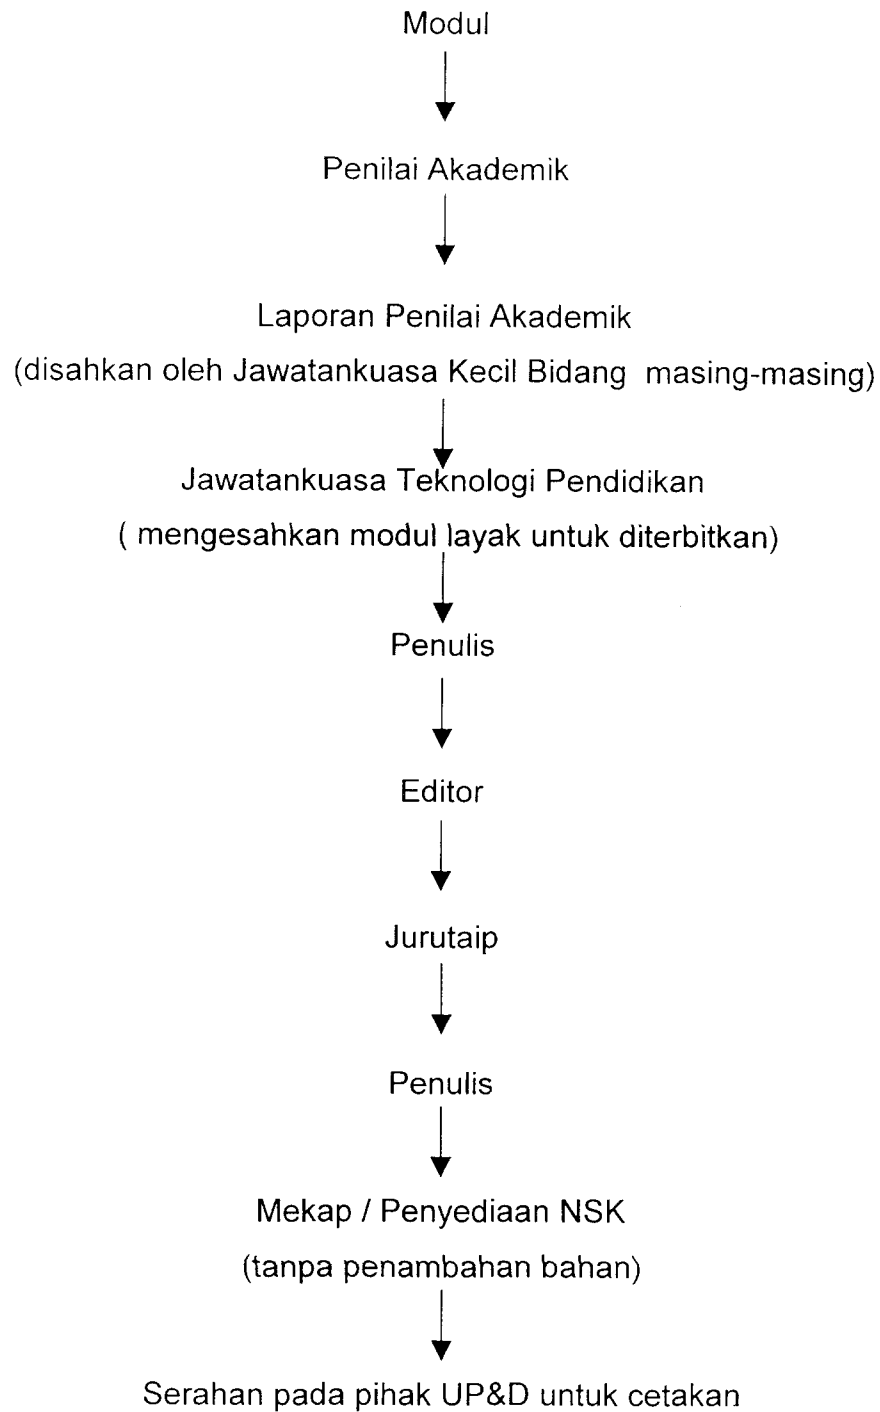 Modul
Penilai Akademik
Laporan Penilai Akademik
(disahkan oleh Jawatankuasa Kecil Bidang masing-masing)
Jawatankuasa Teknologi Pendidikan
( mengesahkan modul layak untuk diterbitkan)
Penulis
Editor
Jurutaip
Penulis
Mekap / Penyediaan NSK
(tanpa penambahan bahan)
Serahan pada pihak UP&D untuk cetakan